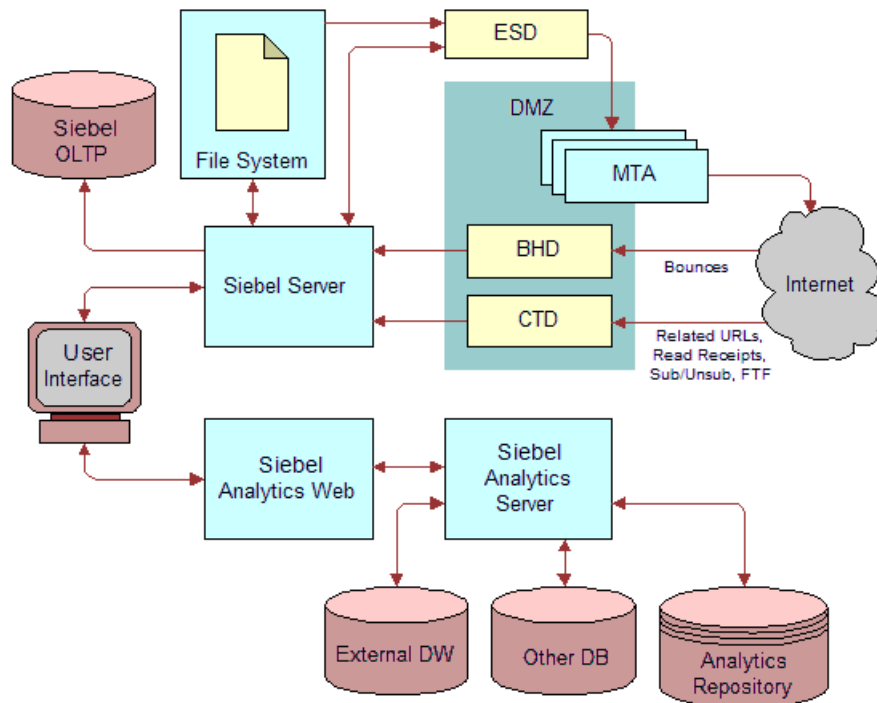 ESD
DMZ
Siebel
OLTP
File System
MTA
Siebel Server
BHD
Bounces
Internet
CTD
Related URLs,
Read Receipts,
Sub/Unsub, FTF
User
Interface
Siebel
Analytics Web
Siebel
Analytics
Server
External DW
Other DB
Analytics
Repository